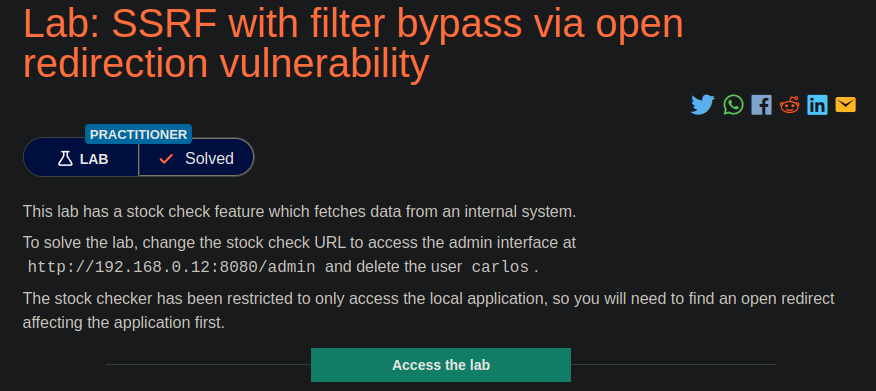 Lab: SSRF with filter bypass via open
redirection vulnerability
PRACTITIONER
LAB
Solved
This lab has a stock check feature which fetches data from an internal system.
To solve the lab, change the stock check URL to access the admin interface at
http://192.168.0.12:8080/admin and delete the user carlos .
The stock checker has been restricted to only access the local application, so you will need to find an open redirect
affecting the application first.
Access the lab